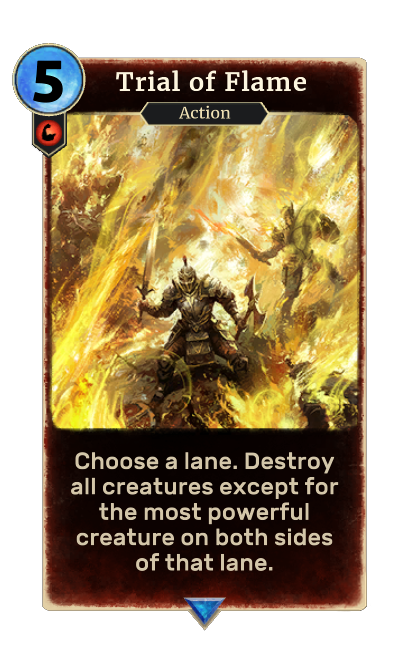 5
Trial of Flame
Action
Choose a lane. Destroy
all creatures except for
the most powerful
creature on both sides
of that lane.